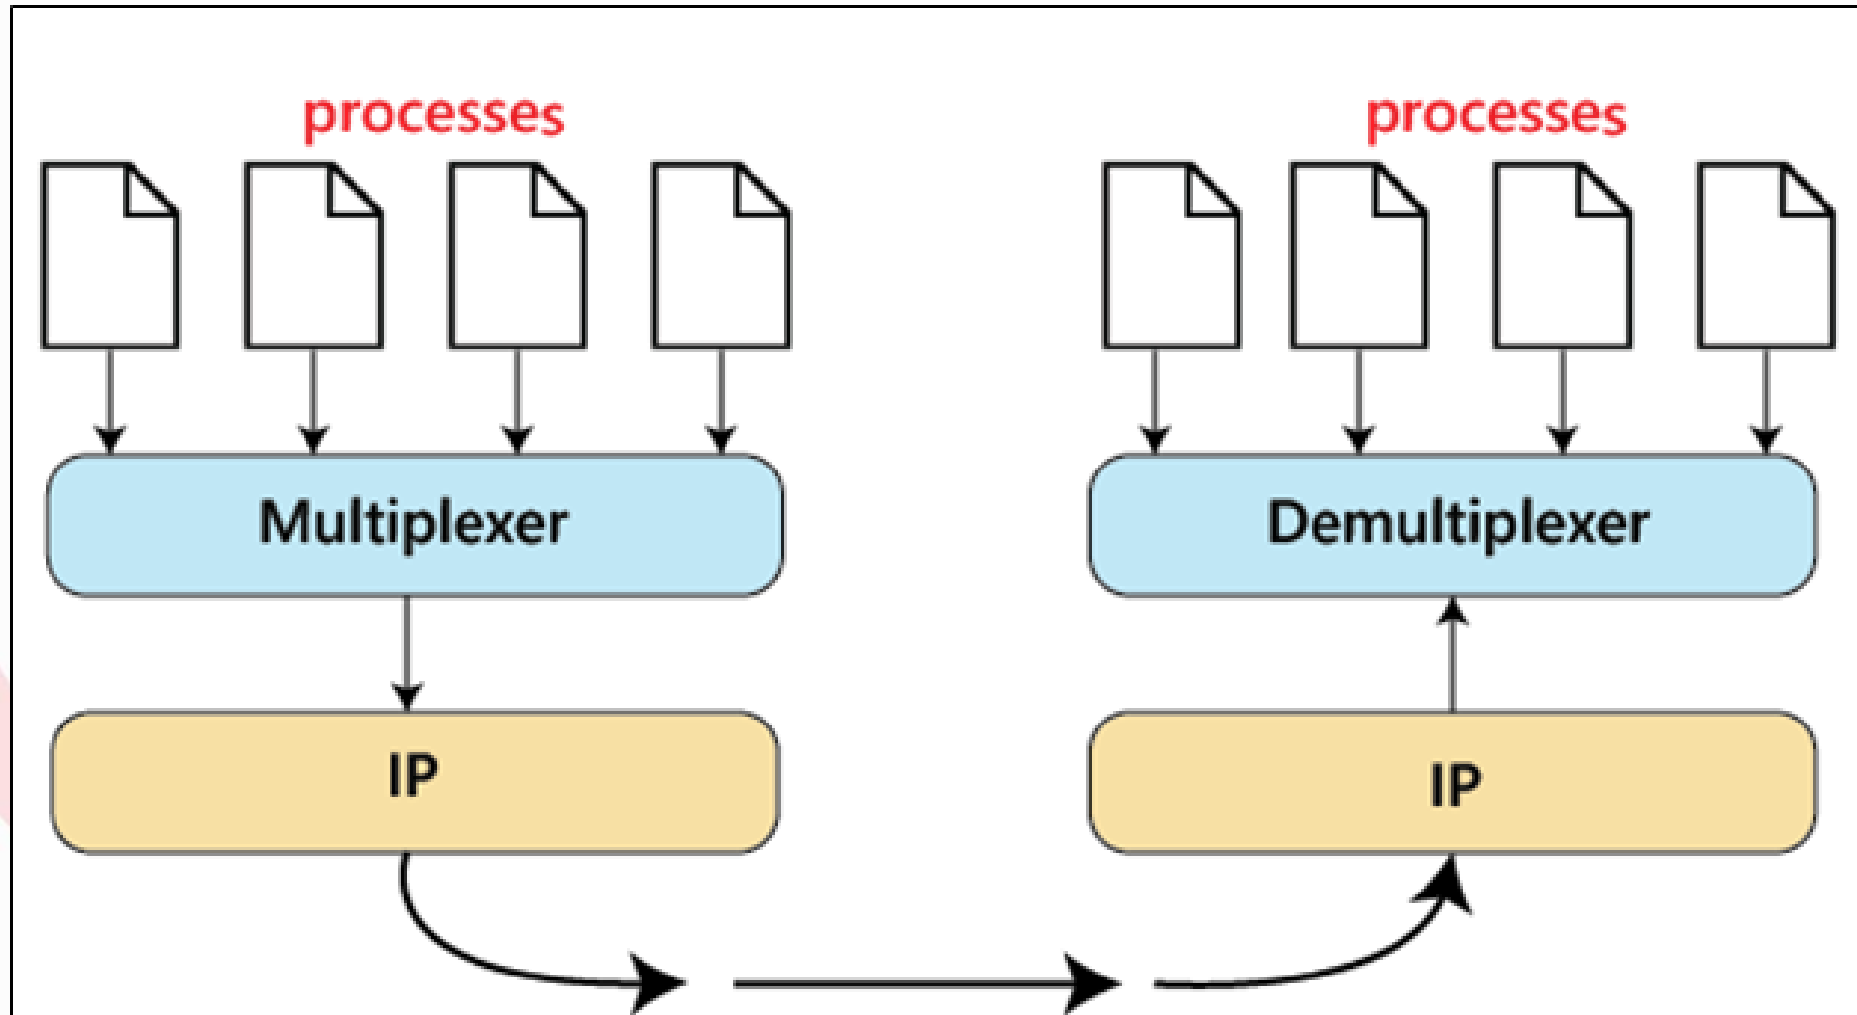 processes
processes
Multiplexer
Demultiplexer
IP
IP